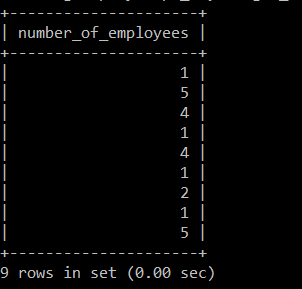 +---------------------+
| number_of_employees |
+---------------------+
|                   1 |
|                   5 |
|                   4 |
|                   1 |
|                   4 |
|                   1 |
|                   2 |
|                   1 |
|                   5 |
+---------------------+
9 rows in set (0.00 sec)